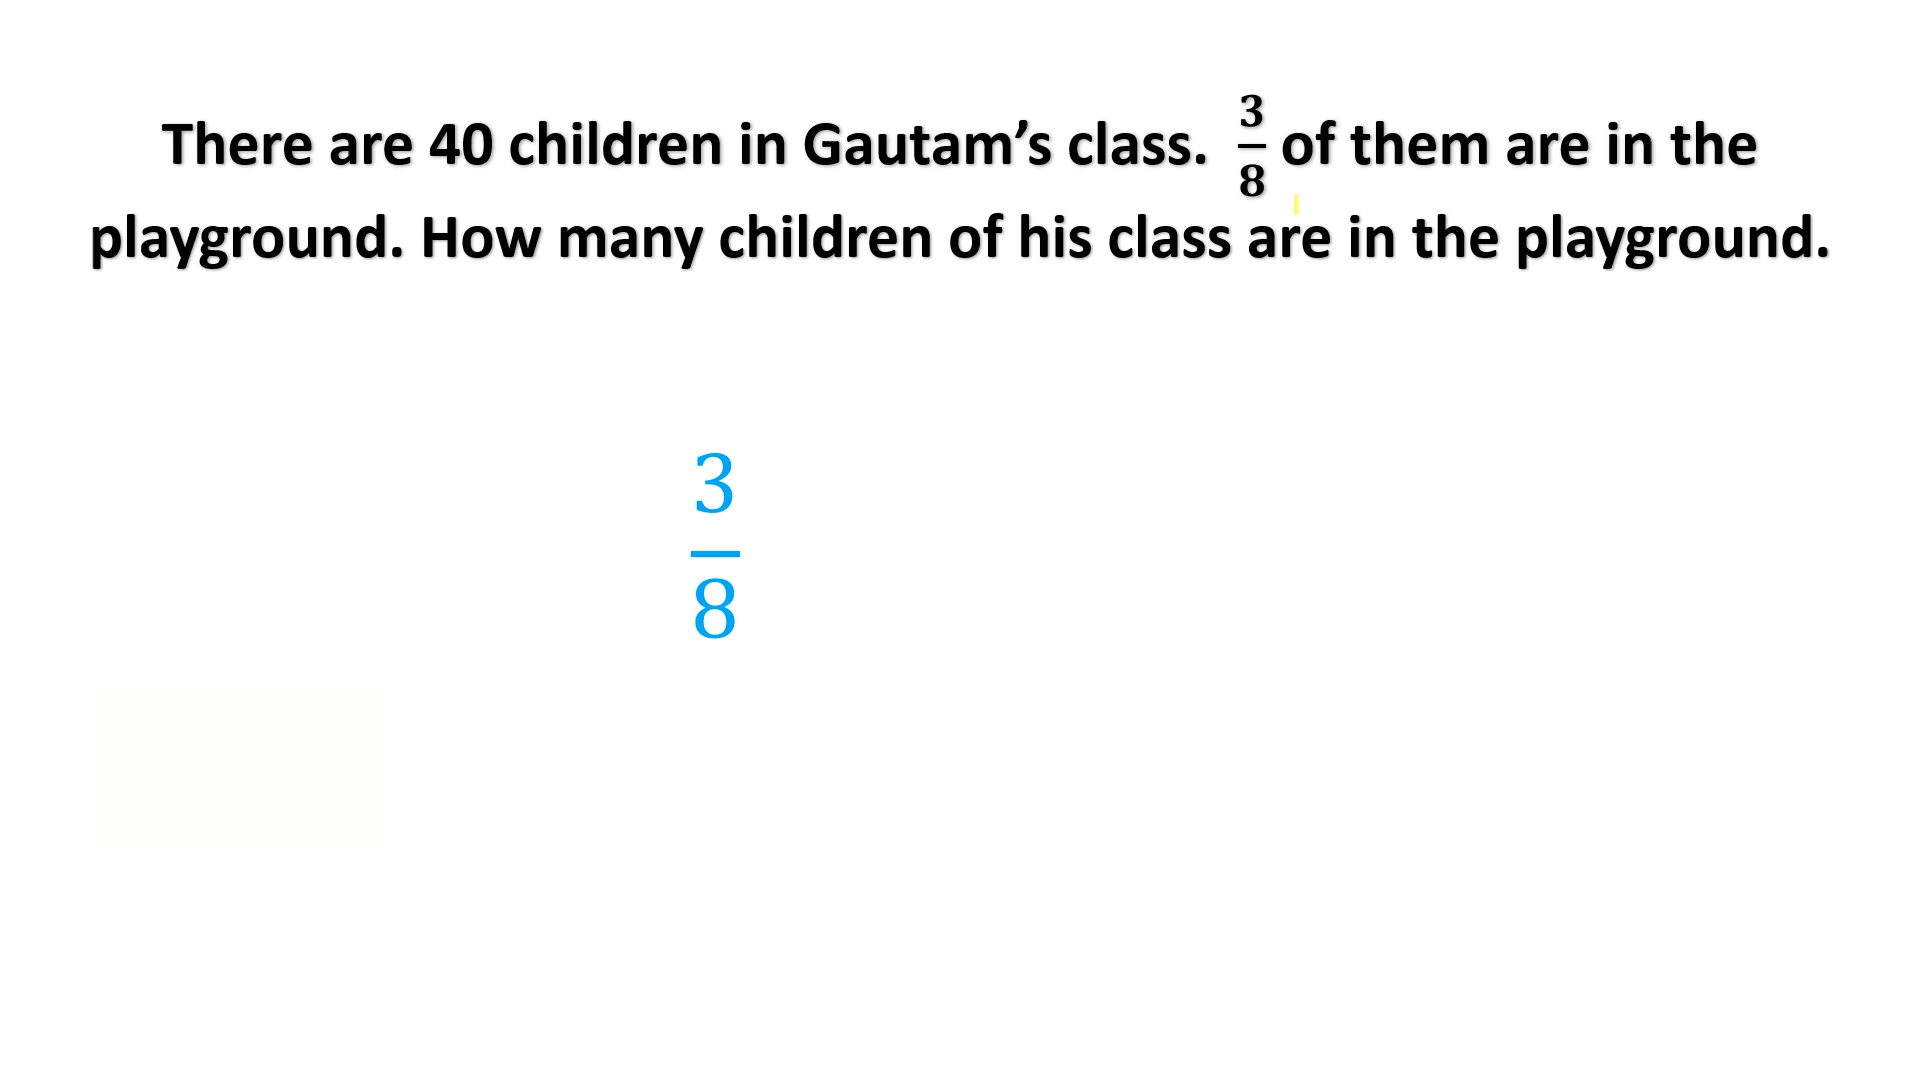 There are 40 children in Gautam’s class. 3/8 of them are in the
playground. How many children of his class are in the playground.
3
8